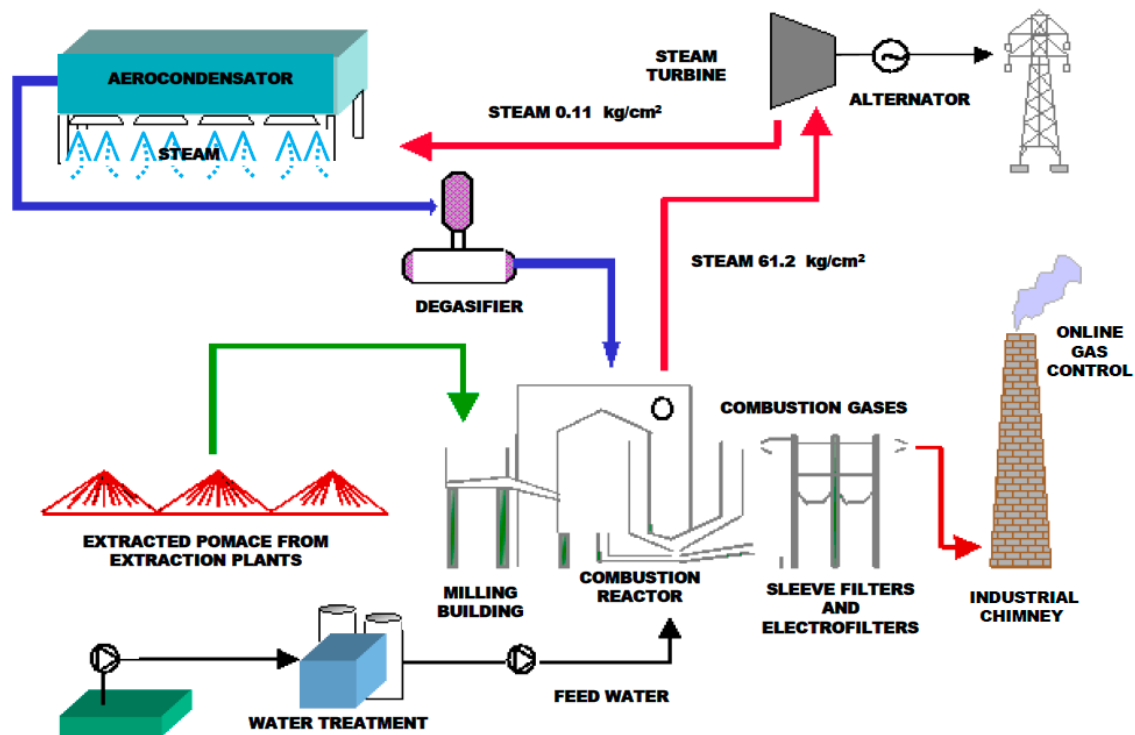 AEROCONDENSATOR
STEAM
STEAM
TURBINE
ALTERNATOR
STEAM 0.11 kg/cm²
DEGASIFIER
STEAM 61.2 kg/cm²
ONLINE
GAS
CONTROL
COMBUSTION GASES
EXTRACTED POMACE FROM
EXTRACTION PLANTS
MILLING
BUILDING
COMBUSTION
REACTOR
SLEEVE FILTERS
AND
ELECTROFILTERS
INDUSTRIAL
CHIMNEY
WATER TREATMENT
FEED WATER